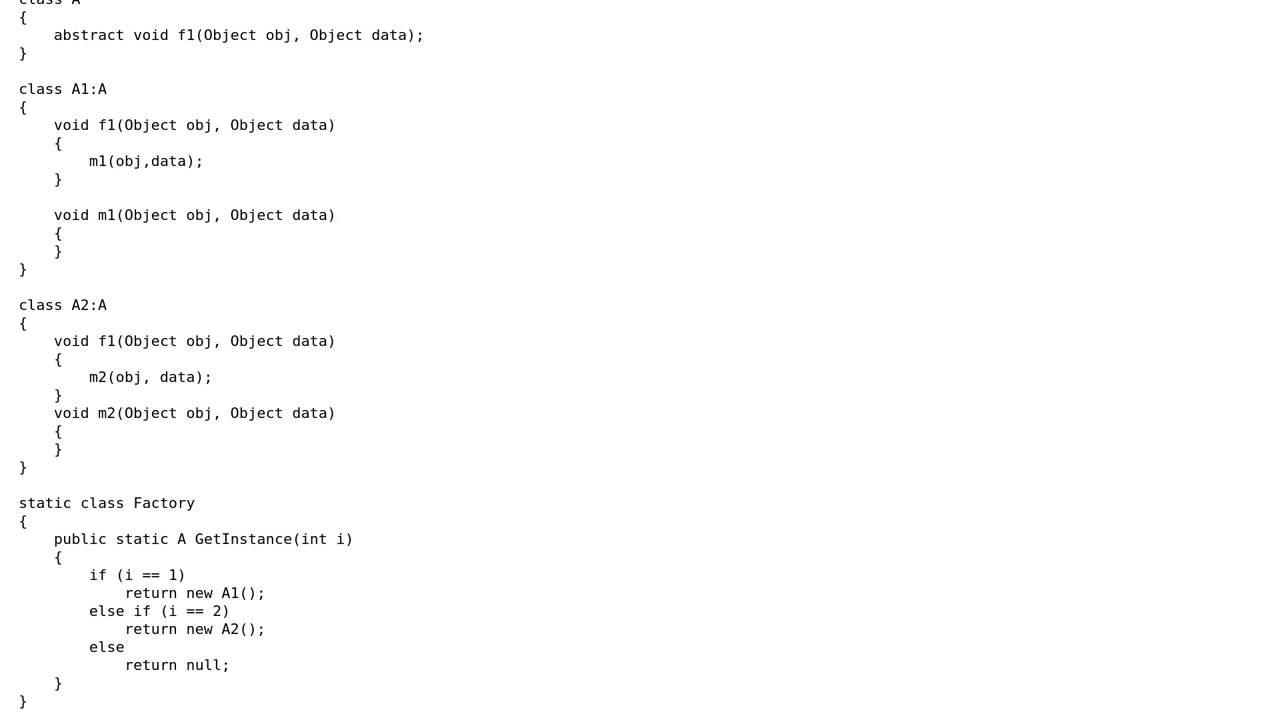 class A
{
    abstract void f1(Object obj, Object data);
}

class A1:A
{
    void f1(Object obj, Object data)
    {
        m1(obj,data);
    }

    void m1(Object obj, Object data)
    {
    }
}

class A2:A
{
    void f1(Object obj, Object data)
    {
        m2(obj, data);
    }
    void m2(Object obj, Object data)
    {
    }
}

static class Factory
{
    public static A GetInstance(int i)
    {
        if (i == 1)
            return new A1();
        else if (i == 2)
            return new A2();
        else
            return null;
    }
}